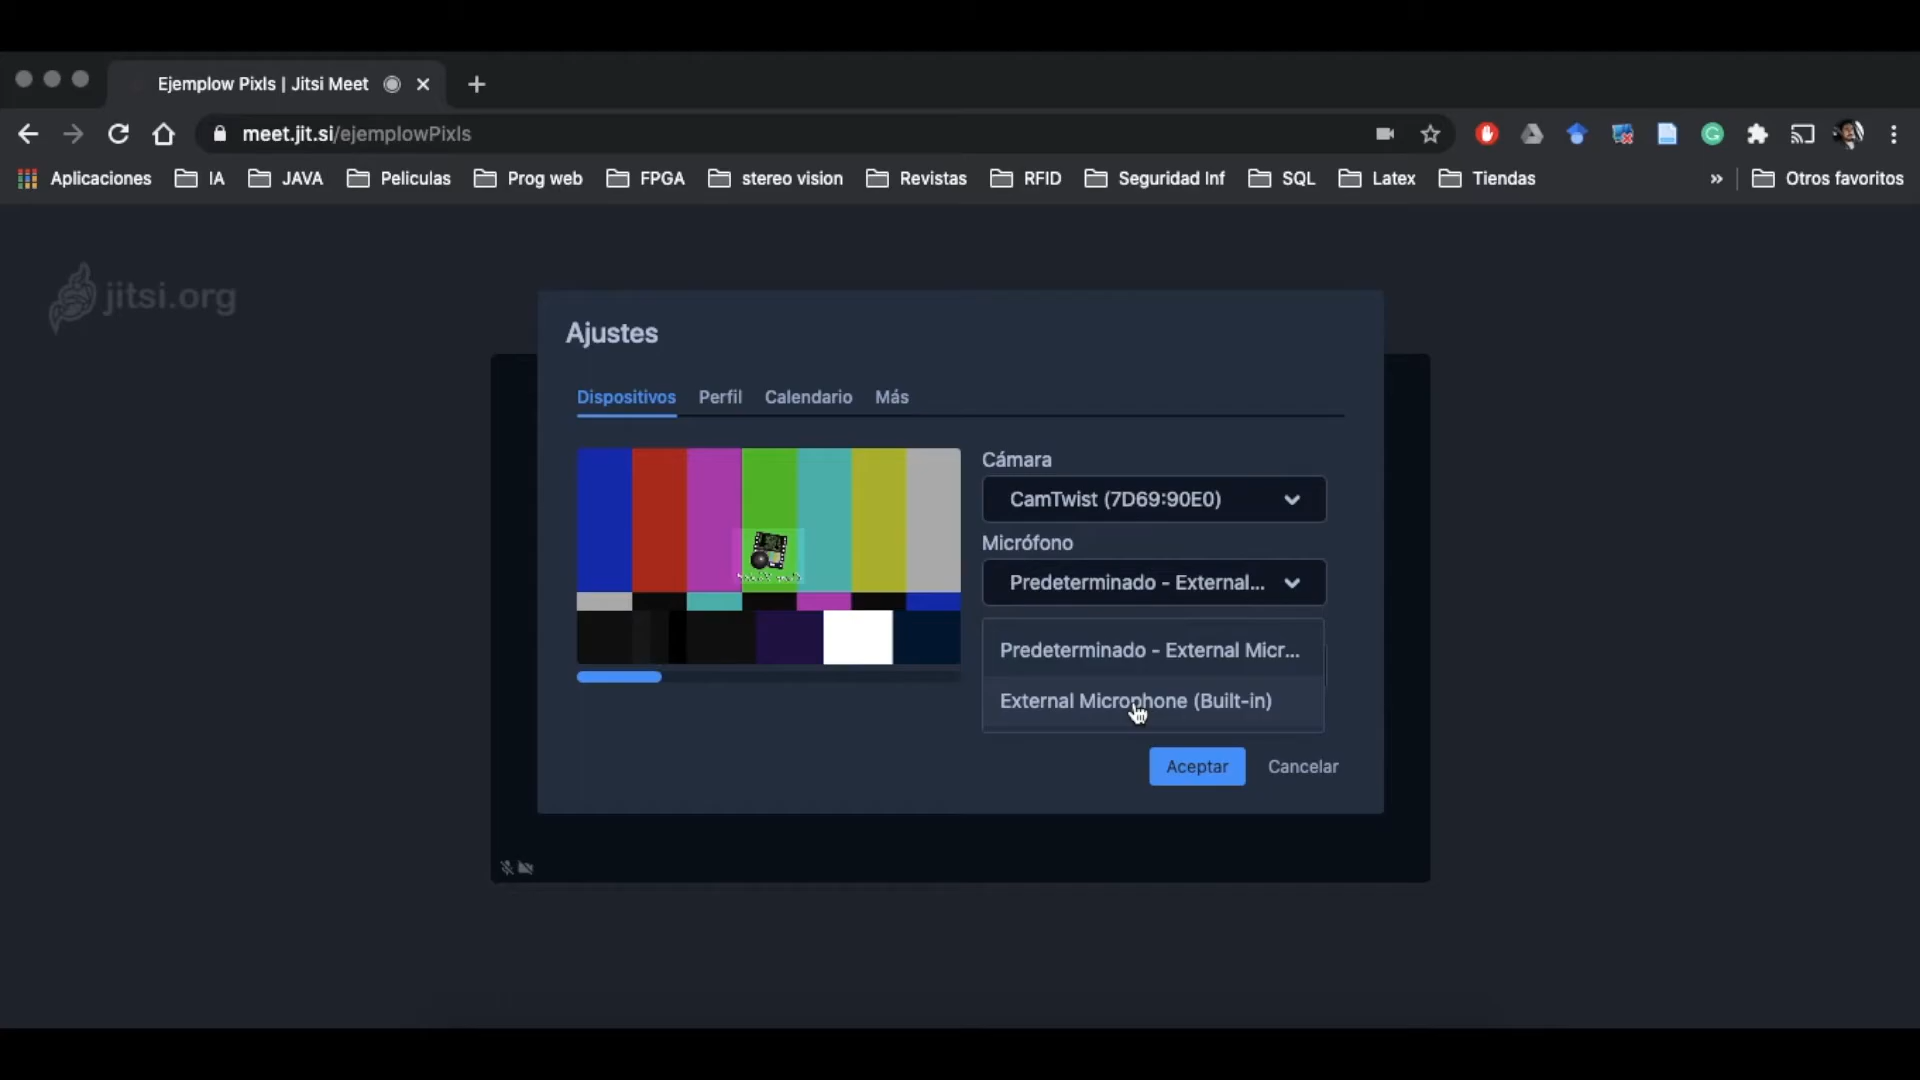 Ejemplow Pixls | Jitsi Meet
meet.jit.si/ejemplowPixls
Aplicaciones IA JAVA Peliculas Prog web FPGA stereo vision Revistas RFID Seguridad Inf SQL Latex Tiendas » Otros favoritos
jitsi.org
Ajustes
Dispositivos Perfil Calendario Más
Cámara
CamTwist (7D69:90E0)
Micrófono
Predeterminado - External...
Predeterminado - External Micr...
External Microphone (Built-in)
Aceptar Cancelar